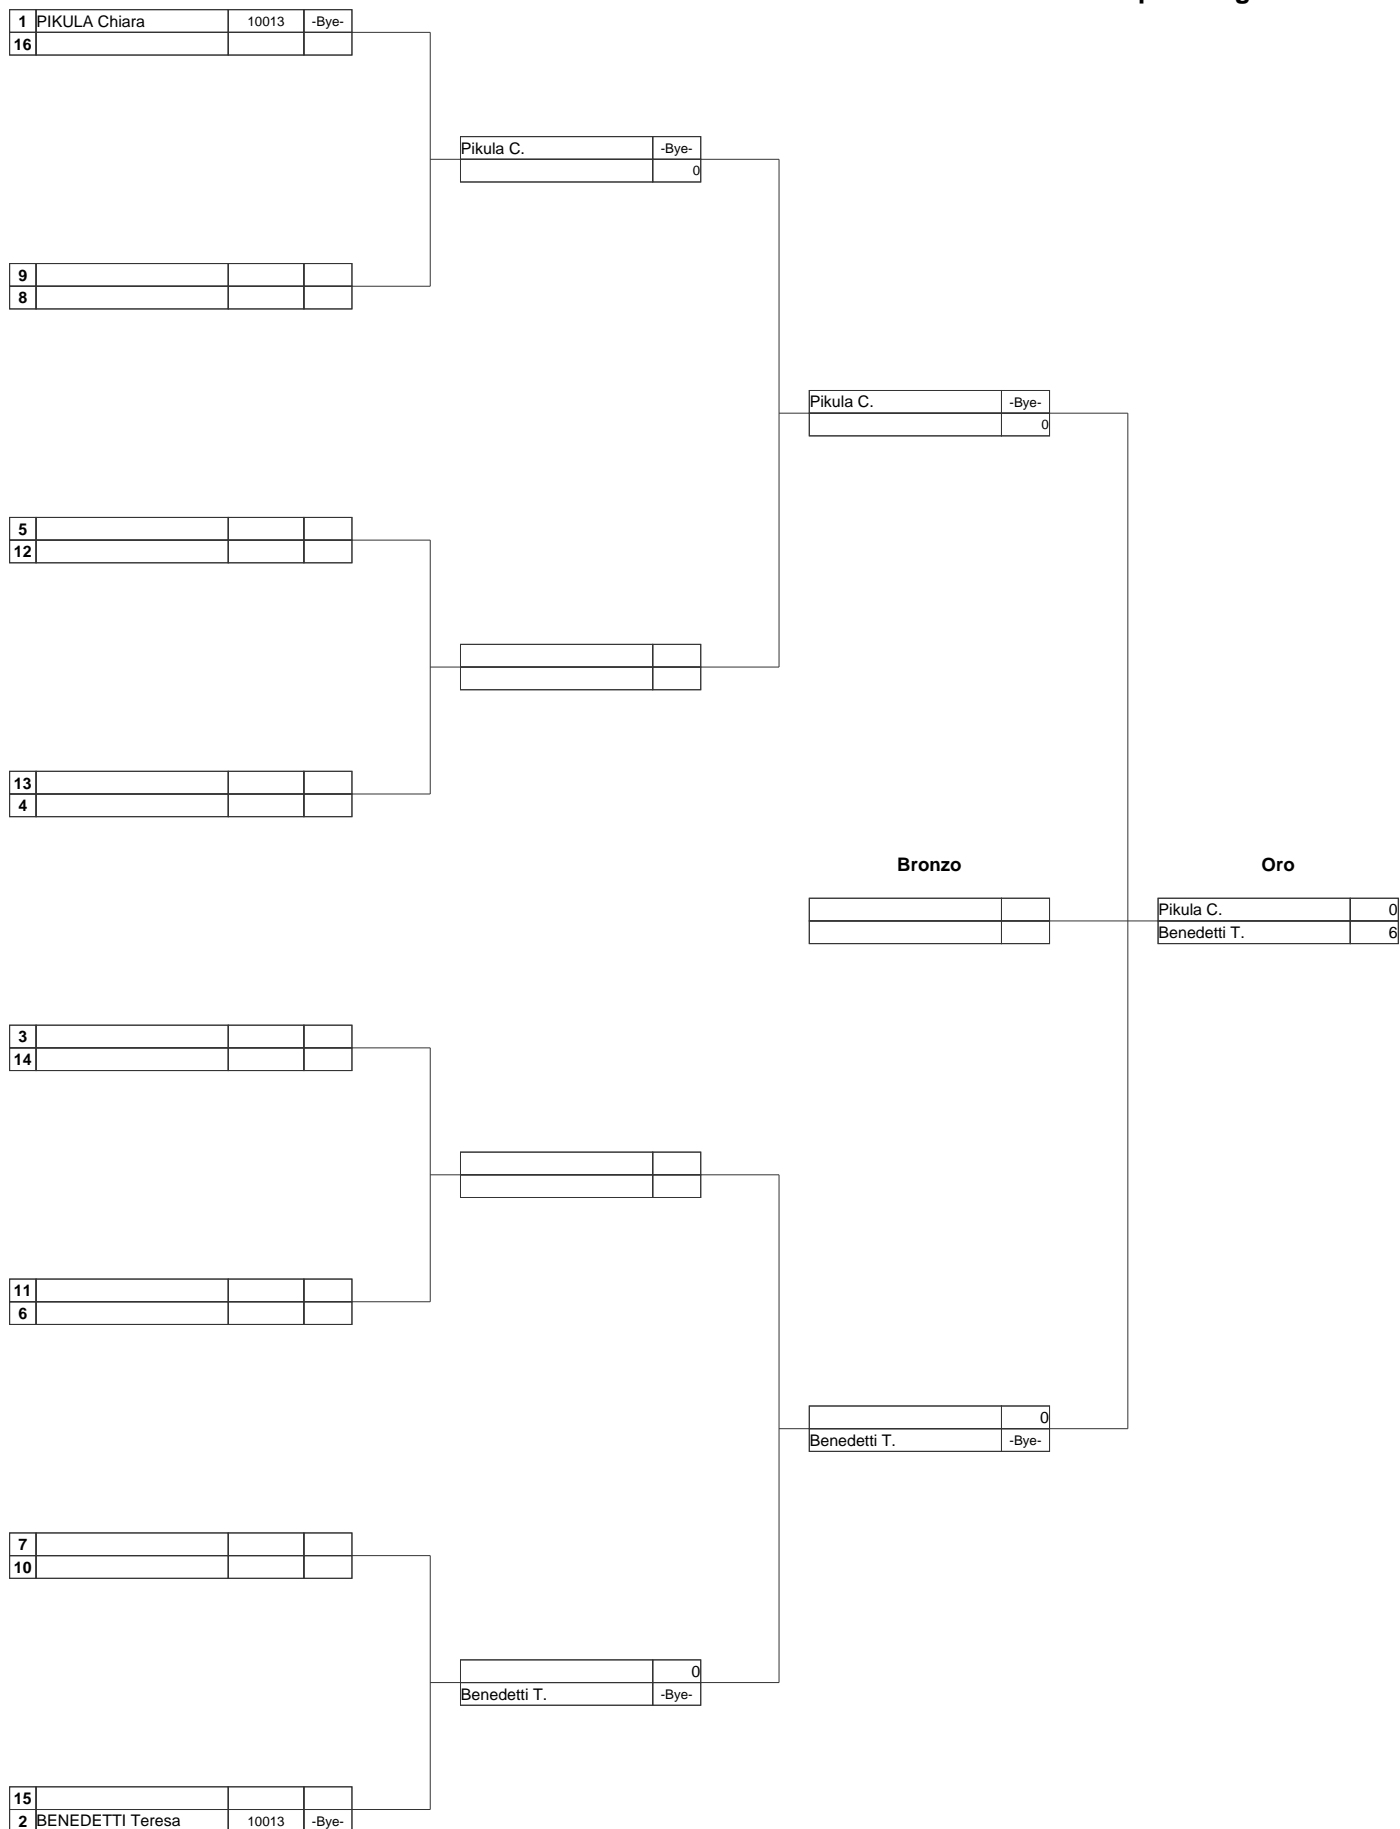 1 PIKULA Chiara 10013 -Bye-
16
Pikula C. -Bye-
0
9
8
Pikula C. -Bye-
0
5
12
13
4
Bronzo Oro
Pikula C. 0
Benedetti T. 6
3
14
11
6
0
Benedetti T. -Bye-
7
10
0
Benedetti T. -Bye-
15
2 BENEDETTI Teresa 10013 -Bye-